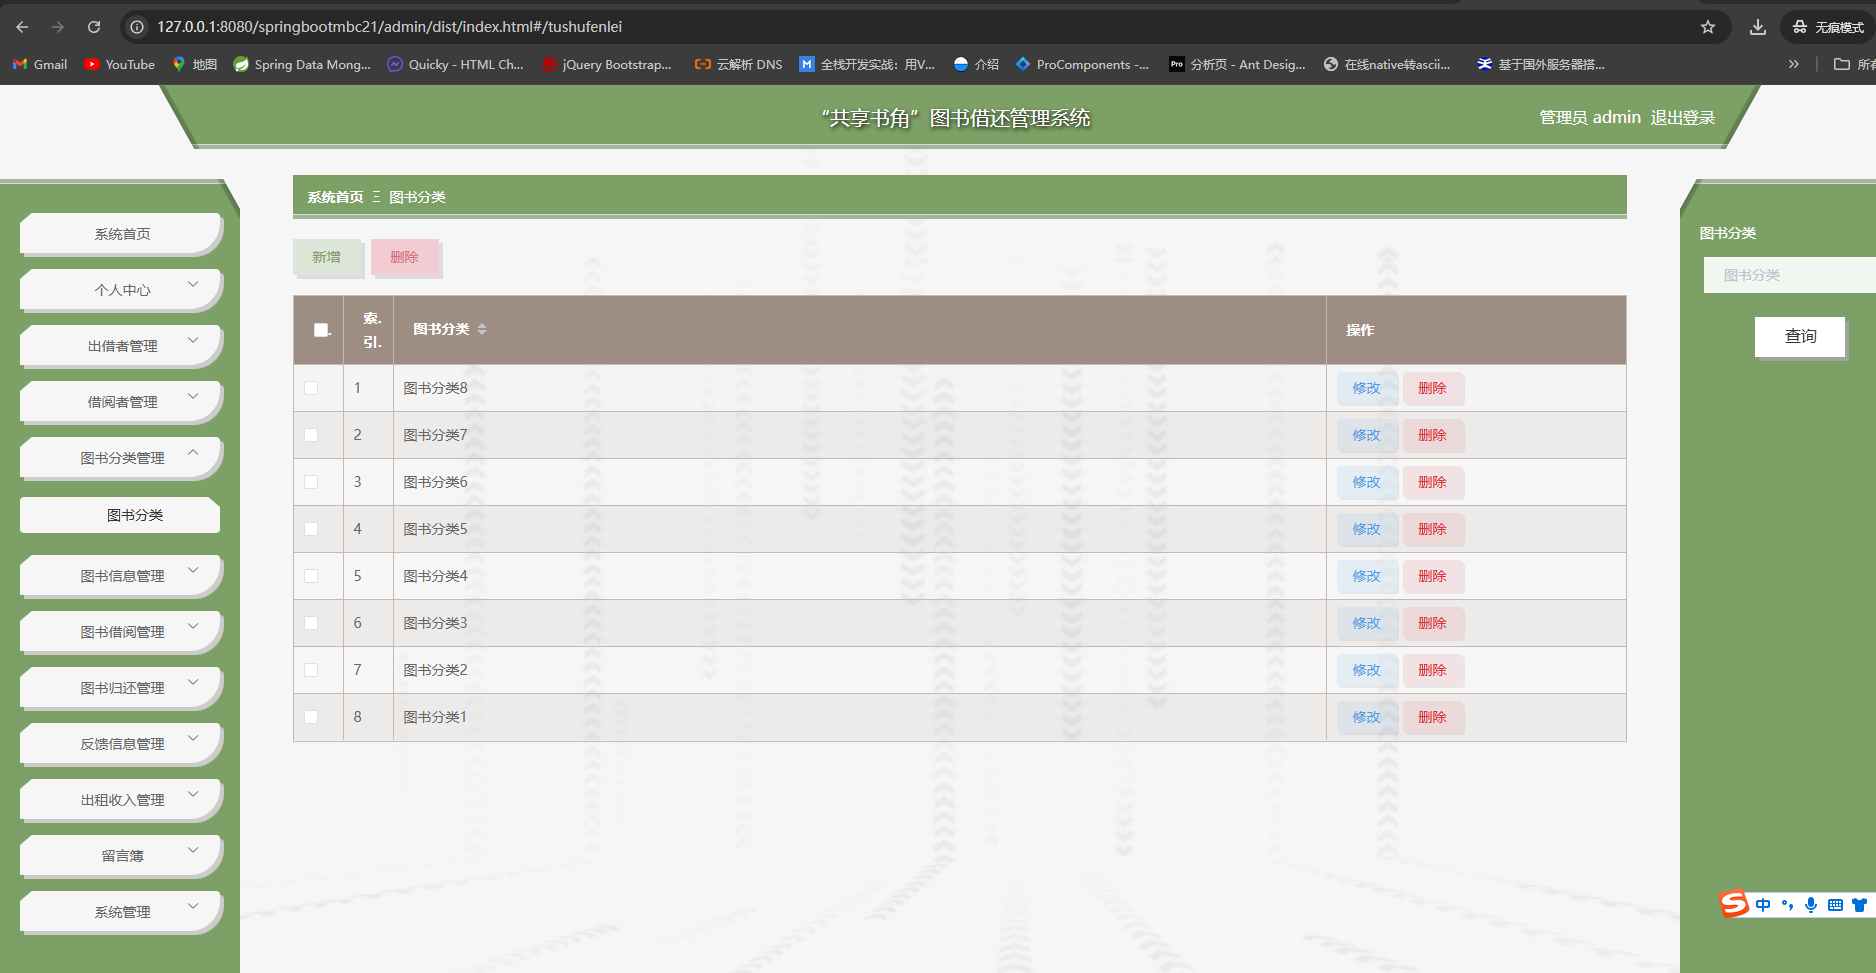 127.0.0.1:8080/springbootmbc21/admin/dist/index.html#/tushufenlei
无痕模式
Gmail
YouTube
地图
Spring Data Mong...
Quicky - HTML Ch...
jQuery Bootstrap...
云解析 DNS
全栈开发实战：用V...
介绍
ProComponents -...
Pro
分析页 - Ant Desig...
在线native转ascii...
基于国外服务器搭...
所有
“共享书角”图书借还管理系统
管理员 admin 退出登录
系统首页
个人中心
出借者管理
借阅者管理
图书分类管理
图书分类
图书信息管理
图书借阅管理
图书归还管理
反馈信息管理
出租收入管理
留言簿
系统管理
系统首页 Ξ 图书分类
新增 删除
索. 引. 图书分类 操作
1 图书分类8 修改 删除
2 图书分类7 修改 删除
3 图书分类6 修改 删除
4 图书分类5 修改 删除
5 图书分类4 修改 删除
6 图书分类3 修改 删除
7 图书分类2 修改 删除
8 图书分类1 修改 删除
图书分类
图书分类
查询
中